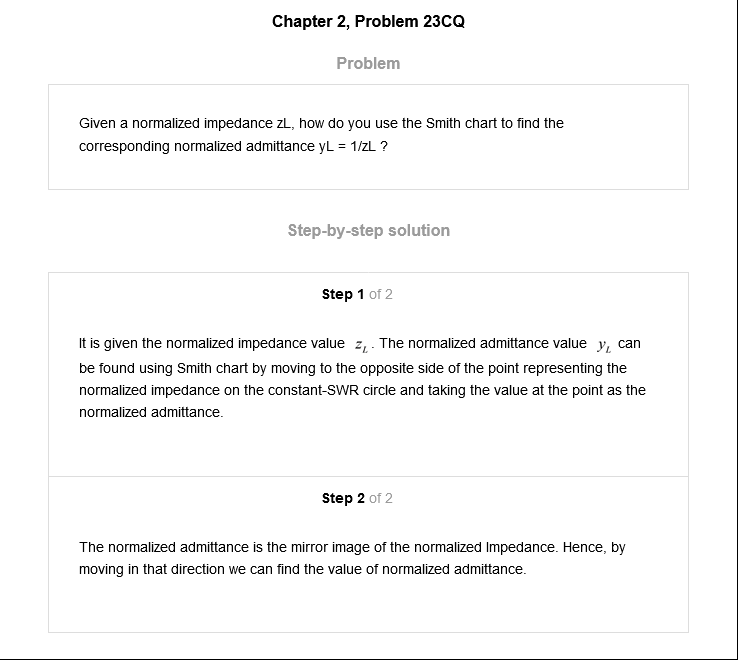 Chapter 2, Problem 23CQ
Problem
Given a normalized impedance zL, how do you use the Smith chart to find the
corresponding normalized admittance yL = 1/zL ?
Step-by-step solution
Step 1 of 2
It is given the normalized impedance value z_L. The normalized admittance value y_L can
be found using Smith chart by moving to the opposite side of the point representing the
normalized impedance on the constant-SWR circle and taking the value at the point as the
normalized admittance.
Step 2 of 2
The normalized admittance is the mirror image of the normalized Impedance. Hence, by
moving in that direction we can find the value of normalized admittance.